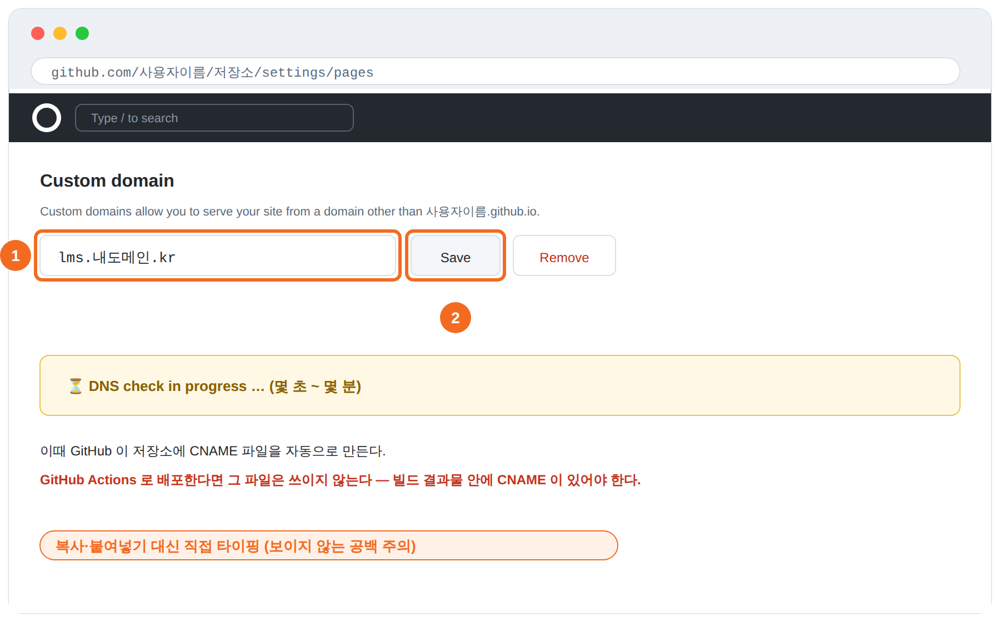 github.com/사용자이름/저장소/settings/pages
Type / to search
Custom domain
Custom domains allow you to serve your site from a domain other than 사용자이름.github.io.
1
lms.내도메인.kr
Save
Remove
2
⏳ DNS check in progress … (몇 초 ~ 몇 분)
이때 GitHub 이 저장소에 CNAME 파일을 자동으로 만든다.
GitHub Actions 로 배포한다면 그 파일은 쓰이지 않는다 — 빌드 결과물 안에 CNAME 이 있어야 한다.
복사·붙여넣기 대신 직접 타이핑 (보이지 않는 공백 주의)